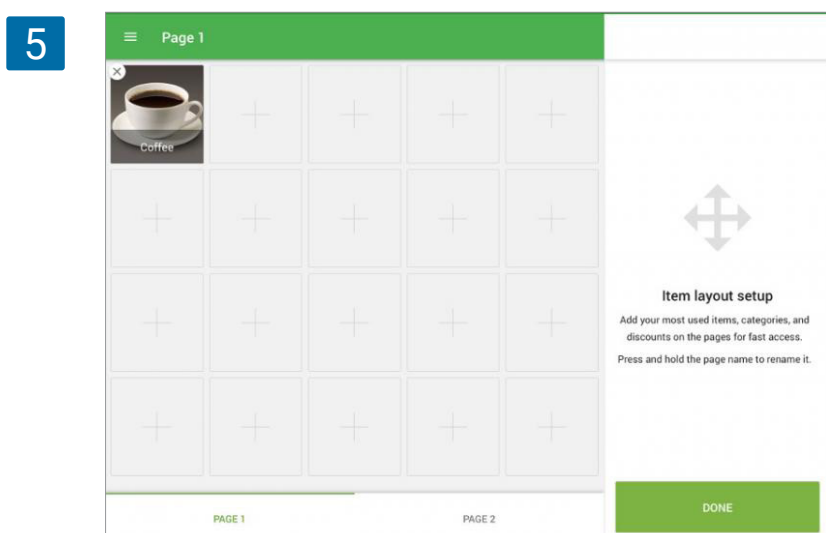 5
Page 1
Coffee
Item layout setup
Add your most used items, categories, and
discounts on the pages for fast access.
Press and hold the page name to rename it.
PAGE 1
PAGE 2
DONE